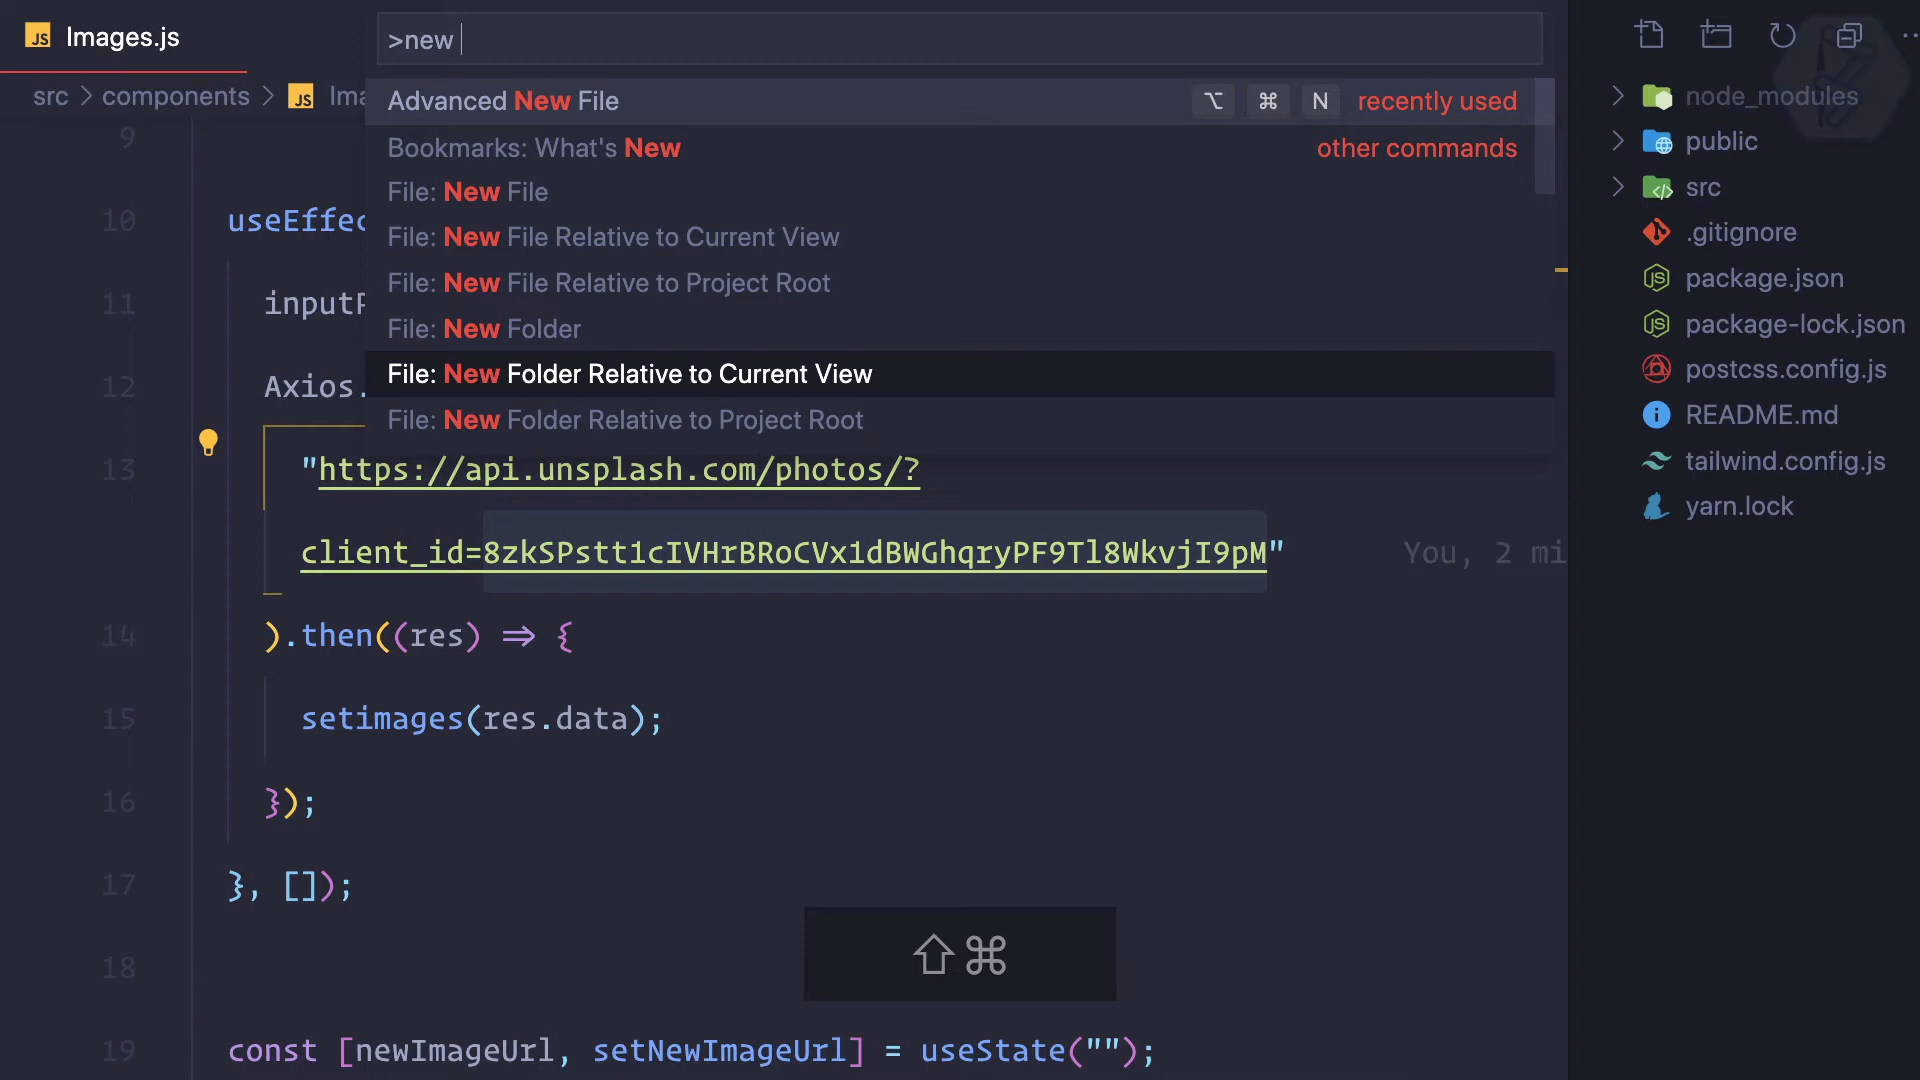 JS Images.js
>new
src > components > JS Ima
Advanced New File ⌥ ⌘ N recently used
Bookmarks: What's New other commands
File: New File
File: New File Relative to Current View
File: New File Relative to Project Root
File: New Folder
File: New Folder Relative to Current View
File: New Folder Relative to Project Root
9
10 useEffec
11 inputR
12 Axios.
13 "https://api.unsplash.com/photos/?
client_id=8zkSPstt1cIVHrBRoCVx1dBWGhqryPF9Tl8WkvjI9pM" You, 2 mi
14 ).then((res) => {
15 setimages(res.data);
16 });
17 }, []);
18
19 const [newImageUrl, setNewImageUrl] = useState("");
⇧⌘
node_modules
public
src
.gitignore
package.json
package-lock.json
postcss.config.js
README.md
tailwind.config.js
yarn.lock